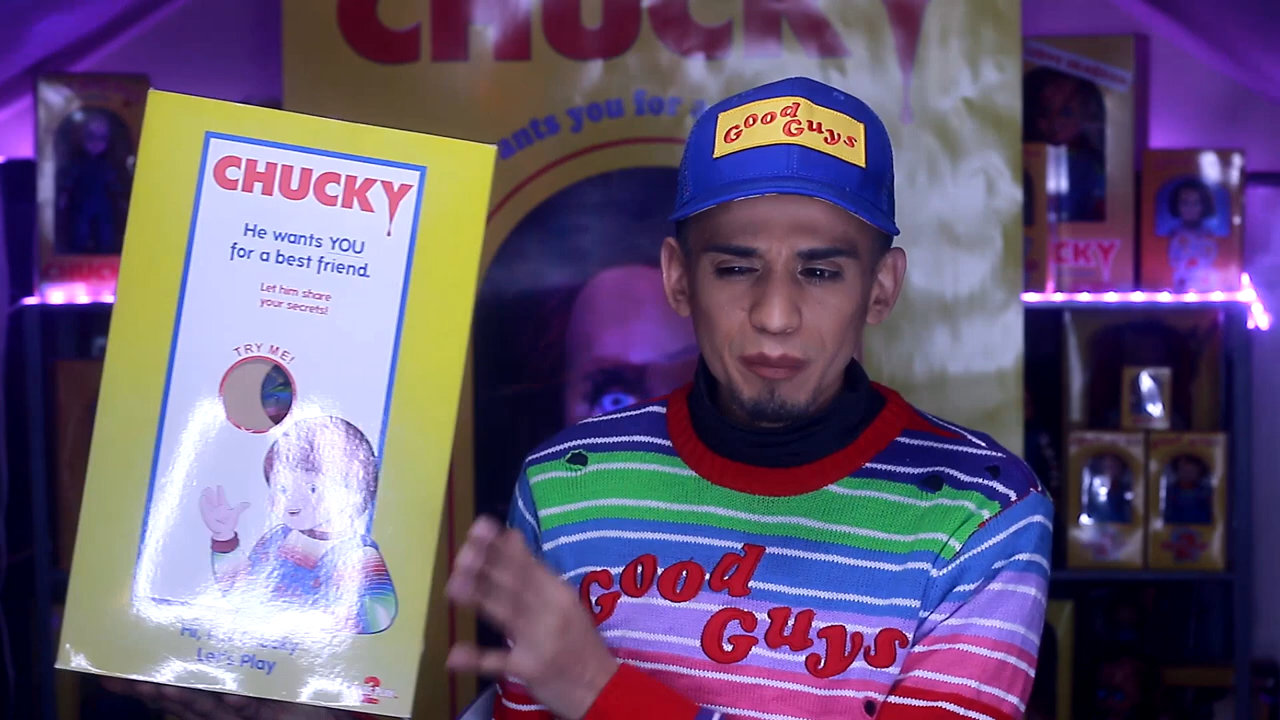 CHUCKY
ants you for
Good
Guys
CHUCKY
He wants YOU
for a best friend.
Let him share
your secrets!
TRY ME!
Let's Play
Good
Guys
CHUCKY